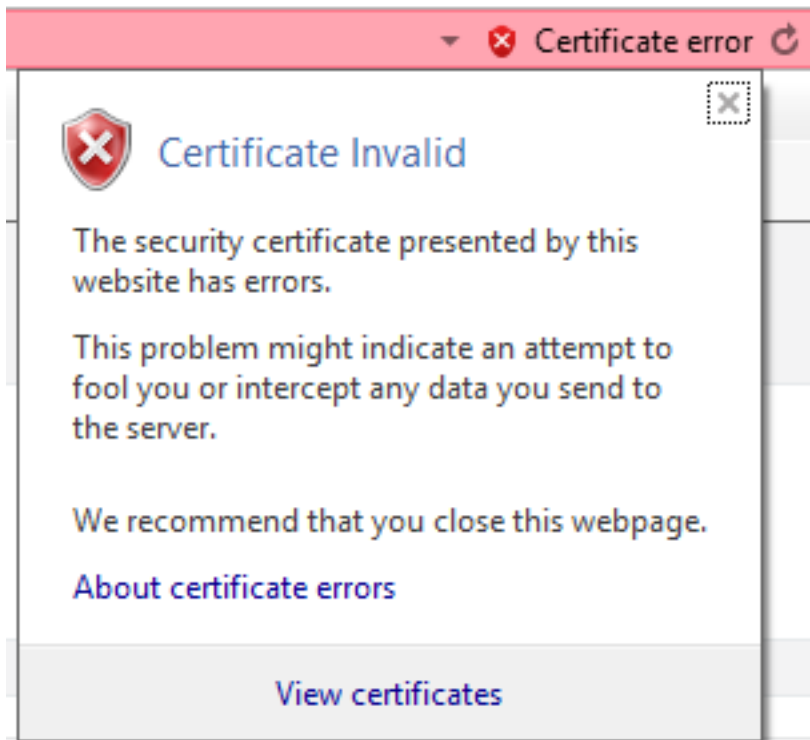 Certificate error
Certificate Invalid
The security certificate presented by this
website has errors.
This problem might indicate an attempt to
fool you or intercept any data you send to
the server.
We recommend that you close this webpage.
About certificate errors
View certificates